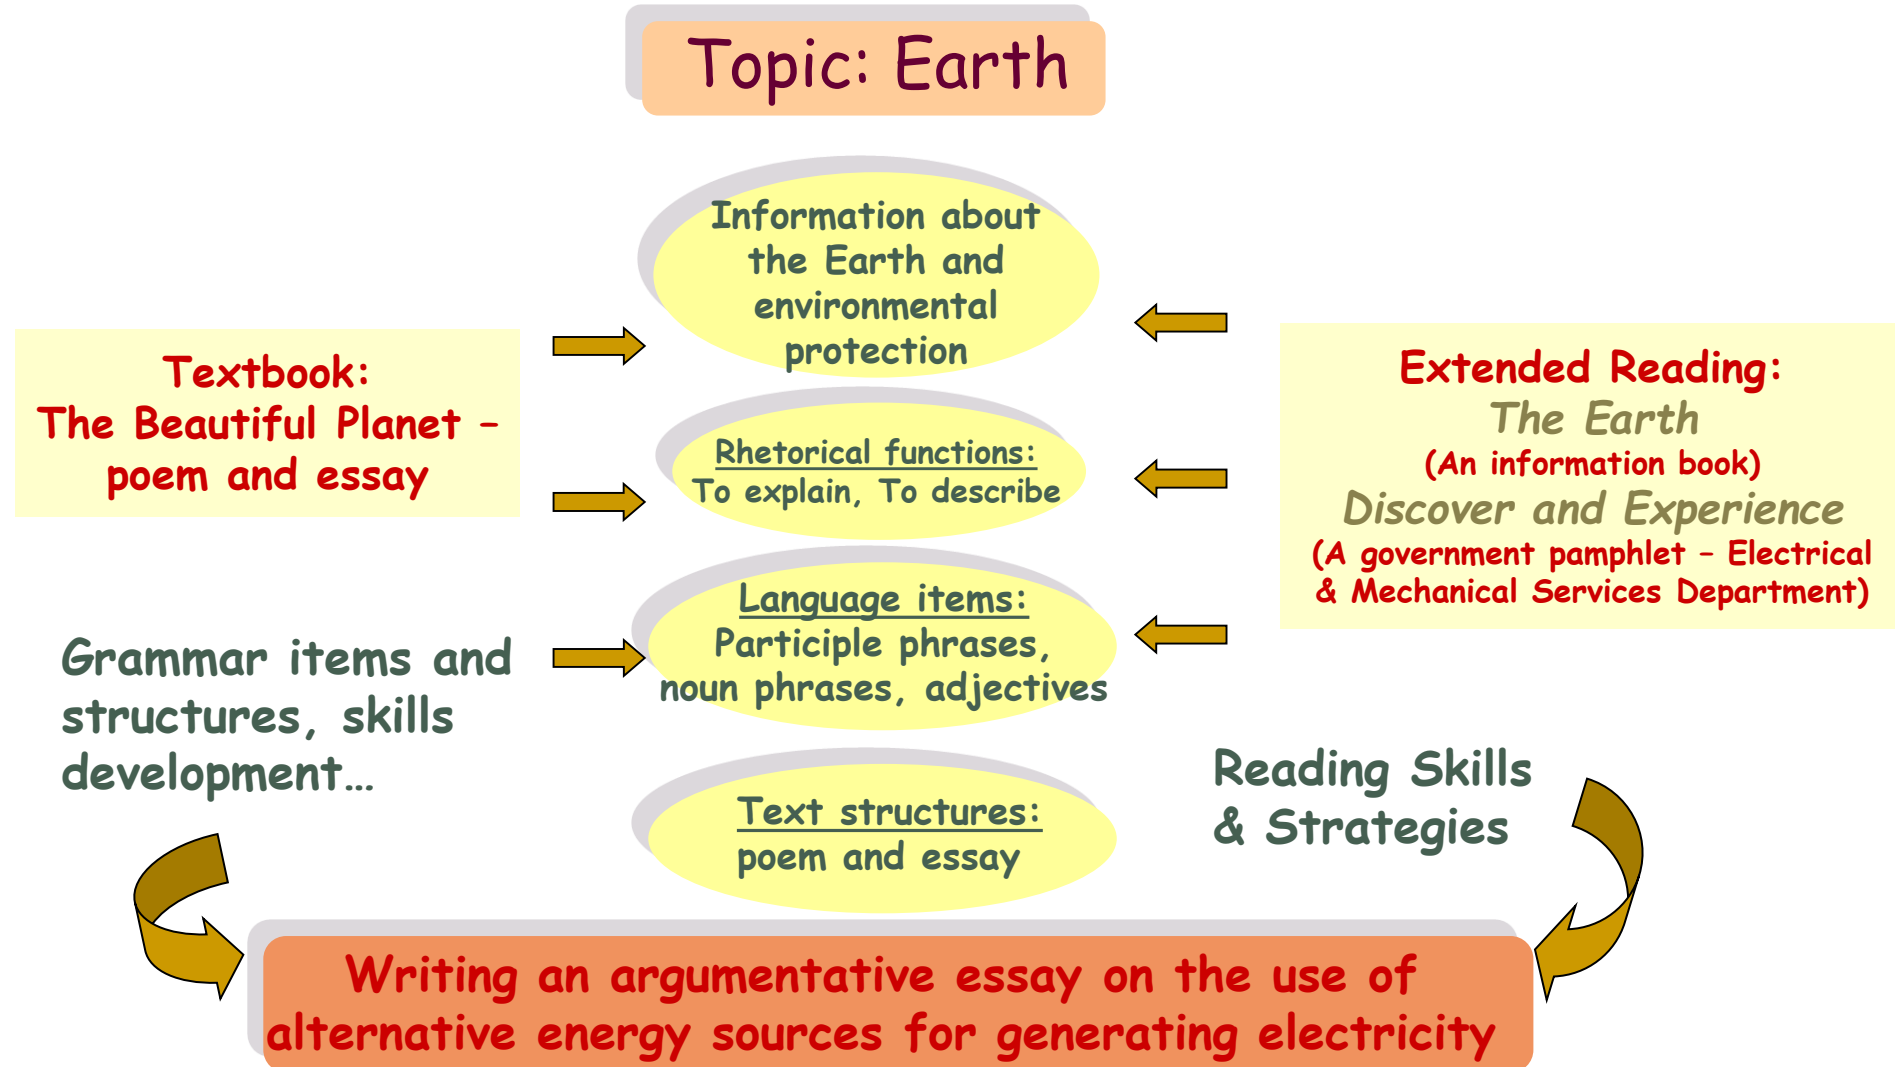 Topic: Earth
Information about
the Earth and
environmental
protection
Textbook:
The Beautiful Planet –
poem and essay
Extended Reading:
The Earth
(An information book)
Discover and Experience
(A government pamphlet – Electrical
& Mechanical Services Department)
Rhetorical functions:
To explain, To describe
Language items:
Participle phrases,
noun phrases, adjectives
Grammar items and
structures, skills
development…
Text structures:
poem and essay
Reading Skills
& Strategies
Writing an argumentative essay on the use of
alternative energy sources for generating electricity